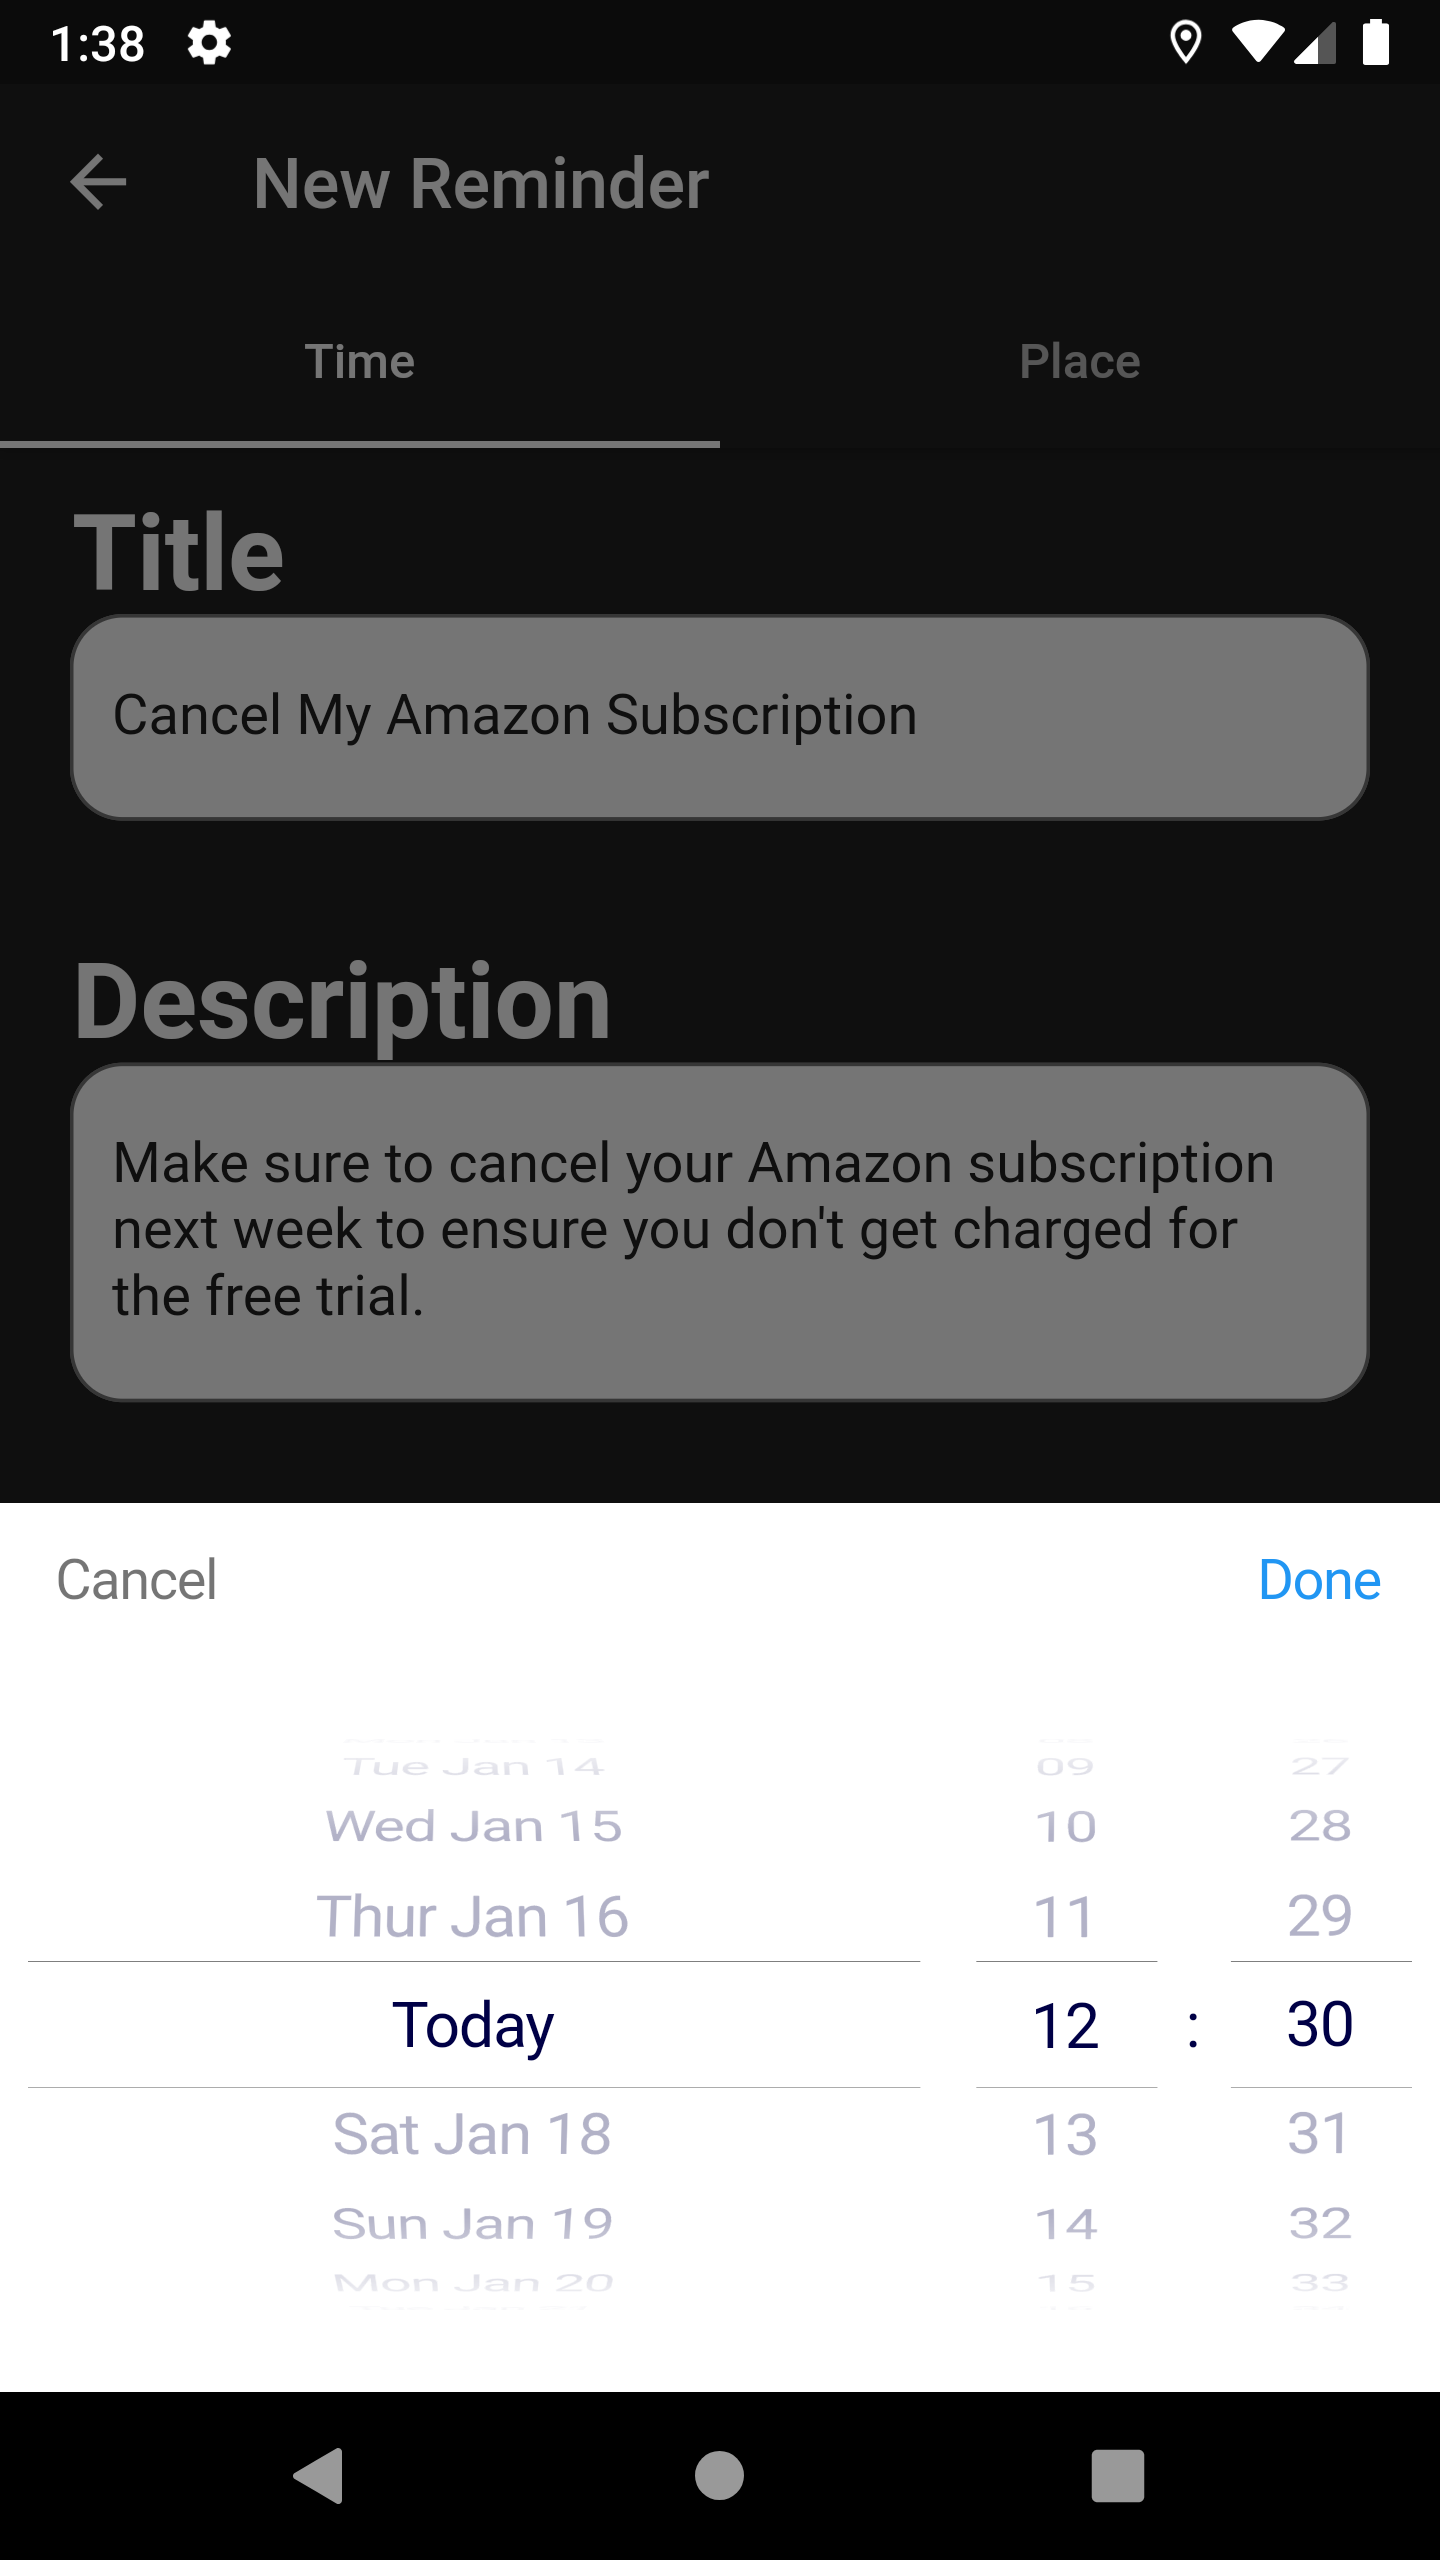 1:38
New Reminder
Time Place
Title
Cancel My Amazon Subscription
Description
Make sure to cancel your Amazon subscription
next week to ensure you don't get charged for
the free trial.
Cancel Done
Tue Jan 14 09 27
Wed Jan 15 10 28
Thur Jan 16 11 29
Today 12 : 30
Sat Jan 18 13 31
Sun Jan 19 14 32
Mon Jan 20 15 33